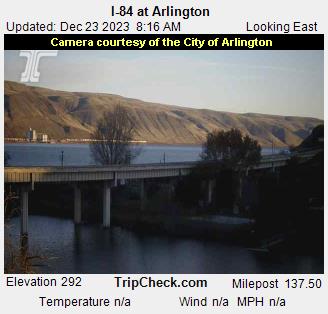 I-84 at Arlington
Updated: Dec 23 2023 8:16 AM Looking East
Camera courtesy of the City of Arlington
Elevation 292 TripCheck.com Milepost 137.50
Temperature n/a Wind n/a MPH n/a